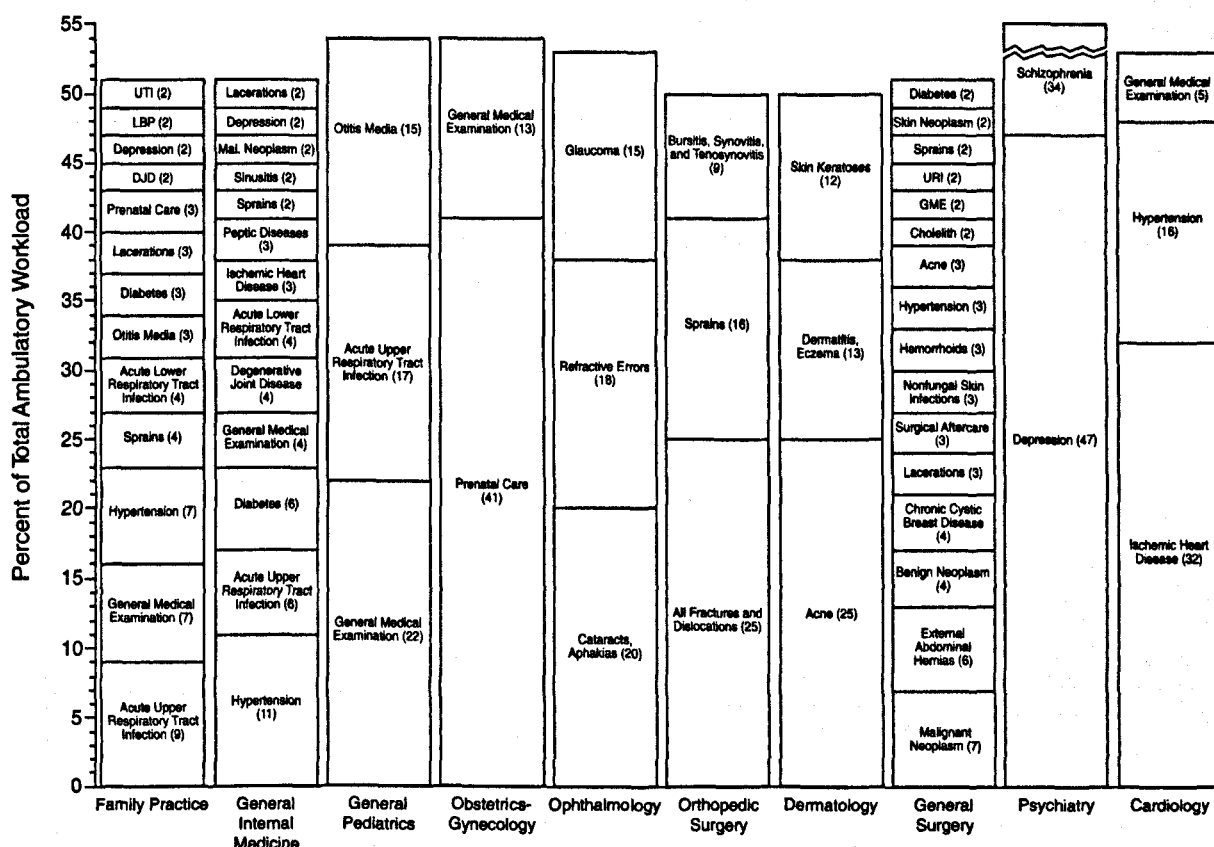 Percent of Total Ambulatory Workload
55
50
45
40
35
30
25
20
15
10
5
0
UTI (2)
LBP (2)
Depression (2)
DJD (2)
Prenatal Care (3)
Lacerations (3)
Diabetes (3)
Otitis Media (3)
Acute Lower
Respiratory Tract
Infection (4)
Sprains (4)
Hypertension (7)
General Medical
Examination (7)
Acute Upper
Respiratory Tract
Infection (9)
Family Practice
Lacerations (2)
Depression (2)
Mal. Neoplasm (2)
Sinusitis (2)
Sprains (2)
Peptic Diseases
(3)
Ischemic Heart
Disease (3)
Acute Lower
Respiratory Tract
Infection (4)
Degenerative
Joint Disease
(4)
General Medical
Examination (4)
Diabetes (6)
Acute Upper
Respiratory Tract
Infection (6)
Hypertension
(11)
General
Internal
Medicine
Otitis Media (15)
Acute Upper
Respiratory Tract
Infection (17)
General Medical
Examination (22)
General
Pediatrics
General Medical
Examination (13)
Prenatal Care
(41)
Obstetrics-
Gynecology
Glaucoma (15)
Refractive Errors
(18)
Cataracts,
Aphakias (20)
Ophthalmology
Bursitis, Synovitis,
and Tenosynovitis
(9)
Sprains (16)
All Fractures and
Dislocations (25)
Orthopedic
Surgery
Skin Keratoses
(12)
Dermatitis,
Eczema (13)
Acne (25)
Dermatology
Diabetes (2)
Skin Neoplasm (2)
Sprains (2)
URI (2)
GME (2)
Cholelith (2)
Acne (3)
Hypertension (3)
Hemorrhoids (3)
Nonfungal Skin
Infections (3)
Surgical Aftercare
(3)
Lacerations (3)
Chronic Cystic
Breast Disease
(4)
Benign Neoplasm
(4)
External
Abdominal
Hernias (6)
Malignant
Neoplasm (7)
General
Surgery
Schizophrenia
(34)
Depression (47)
Psychiatry
General Medical
Examination (5)
Hypertension
(16)
Ischemic Heart
Disease (32)
Cardiology